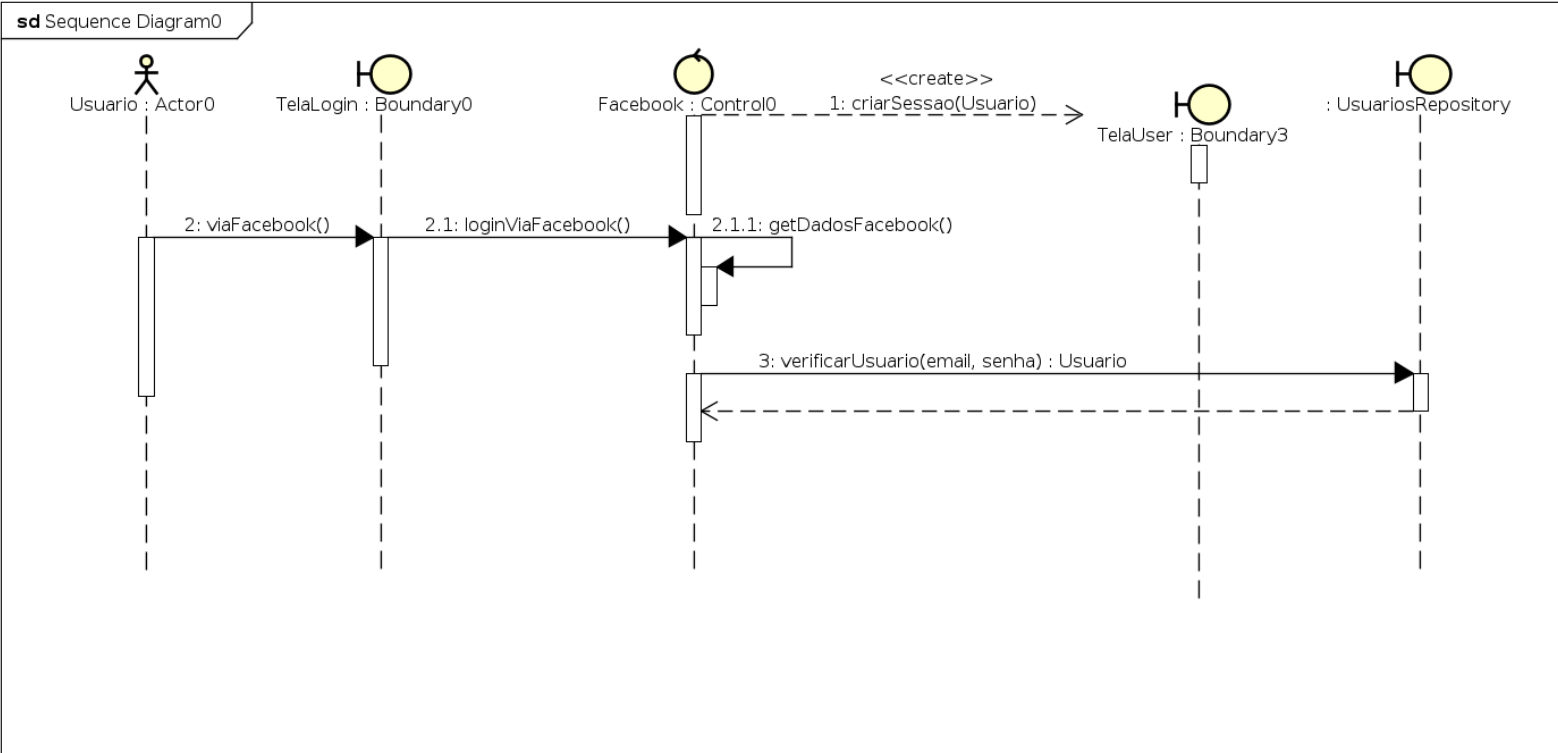 sd Sequence Diagram0
Usuario : Actor0
TelaLogin : Boundary0
Facebook : Control0
<<create>>
1: criarSessao(Usuario)
TelaUser : Boundary3
: UsuariosRepository
2: viaFacebook()
2.1: loginViaFacebook()
2.1.1: getDadosFacebook()
3: verificarUsuario(email, senha) : Usuario